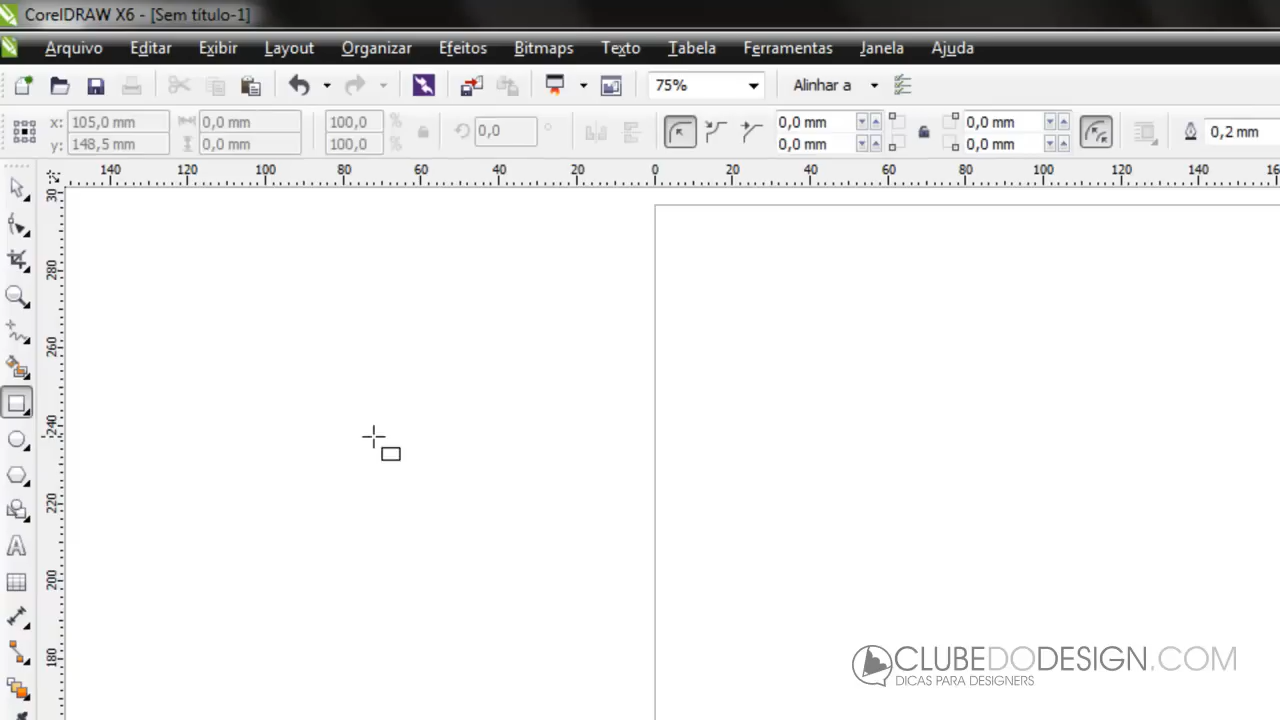 CorelDRAW X6 - [Sem título-1]
Arquivo Editar Exibir Layout Organizar Efeitos Bitmaps Texto Tabela Ferramentas Janela Ajuda
75% Alinhar a
x: 105,0 mm 0,0 mm 100,0 % 0,0 ° 0,0 mm 0,0 mm 0,2 mm
y: 148,5 mm 0,0 mm 100,0 % 0,0 mm 0,0 mm
140 120 100 80 60 40 20 0 20 40 60 80 100 120 140 16
30
280
260
240
220
200
180
CLUBEDODESIGN.COM
DICAS PARA DESIGNERS